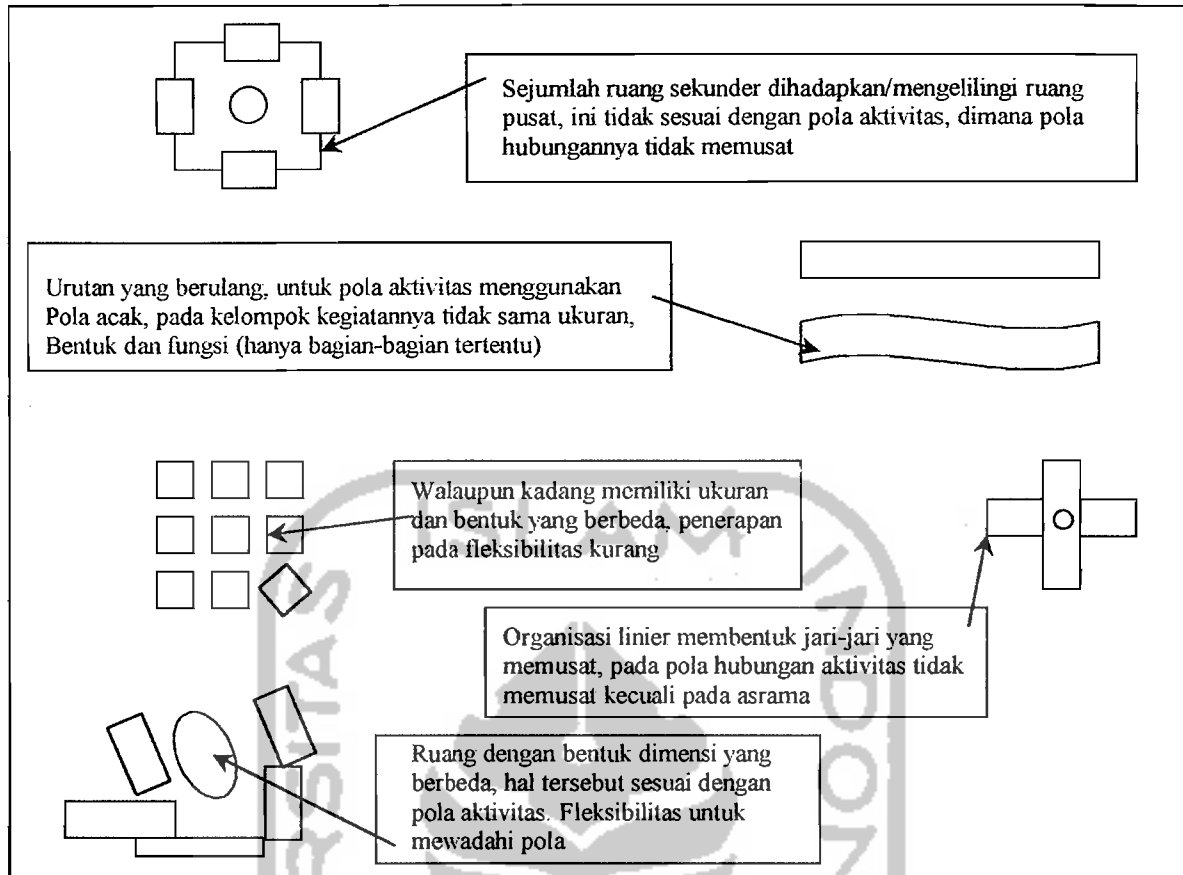 Sejumlah ruang sekunder dihadapkan/mengelilingi ruang
pusat, ini tidak sesuai dengan pola aktivitas, dimana pola
hubungannya tidak memusat
Urutan yang berulang, untuk pola aktivitas menggunakan
Pola acak, pada kelompok kegiatannya tidak sama ukuran,
Bentuk dan fungsi (hanya bagian-bagian tertentu)
Walaupun kadang memiliki ukuran
dan bentuk yang berbeda, penerapan
pada fleksibilitas kurang
Organisasi linier membentuk jari-jari yang
memusat, pada pola hubungan aktivitas tidak
memusat kecuali pada asrama
Ruang dengan bentuk dimensi yang
berbeda, hal tersebut sesuai dengan
pola aktivitas. Fleksibilitas untuk
mewadahi pola
ISLAM